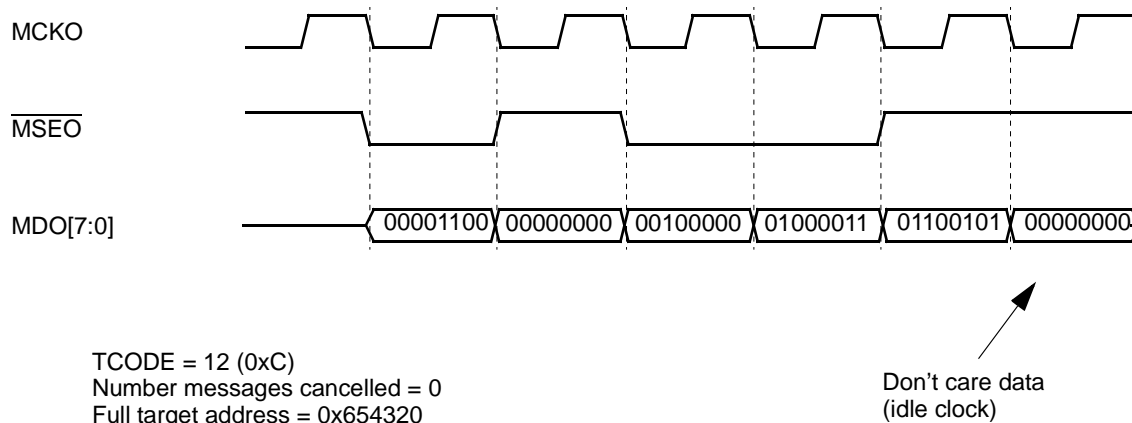 MCKO
MSEO
MDO[7:0]
00001100 00000000 00100000 01000011 01100101 00000000
TCODE = 12 (0xC)
Number messages cancelled = 0
Full target address = 0x654320
Don't care data
(idle clock)